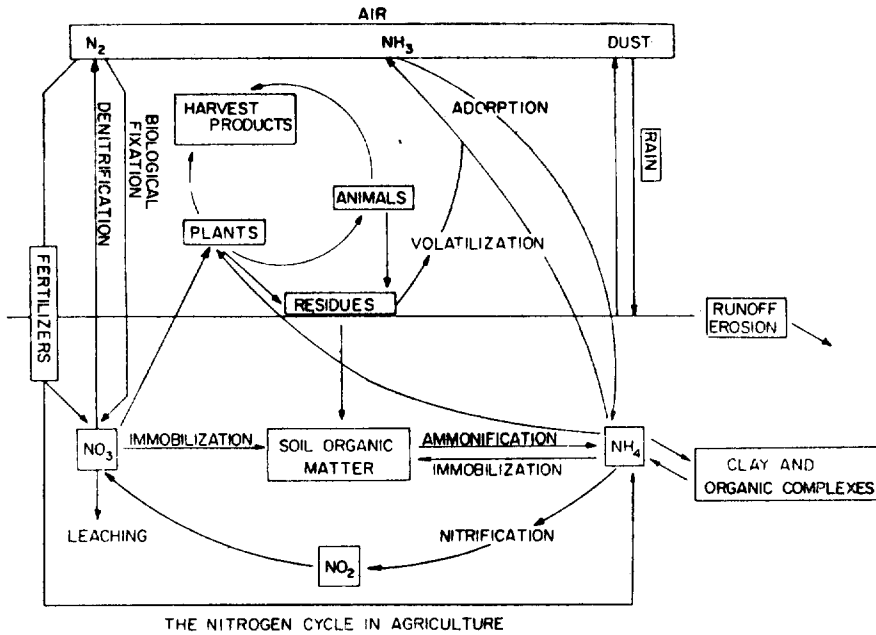 AIR
N₂ NH₃ DUST
ADORPTION
HARVEST
PRODUCTS
DENITRIFICATION
BIOLOGICAL
FIXATION
RAIN
ANIMALS
PLANTS
VOLATILIZATION
FERTILIZERS
RESIDUES
RUNOFF
EROSION
NO₃
IMMOBILIZATION
SOIL ORGANIC
MATTER
AMMONIFICATION
IMMOBILIZATION
NH₄
CLAY AND
ORGANIC COMPLEXES
LEACHING
NITRIFICATION
NO₂
THE NITROGEN CYCLE IN AGRICULTURE